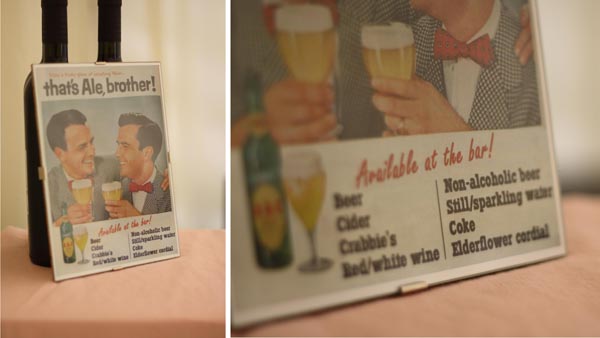 that's Ale, brother!
Available at the bar!
Beer
Cider
Crabbie's
Red/white wine
Non-alcoholic beer
Still/sparkling water
Coke
Elderflower cordial
Available at the bar!
Beer
Cider
Crabbie's
Red/white wine
Non-alcoholic beer
Still/sparkling water
Coke
Elderflower cordial